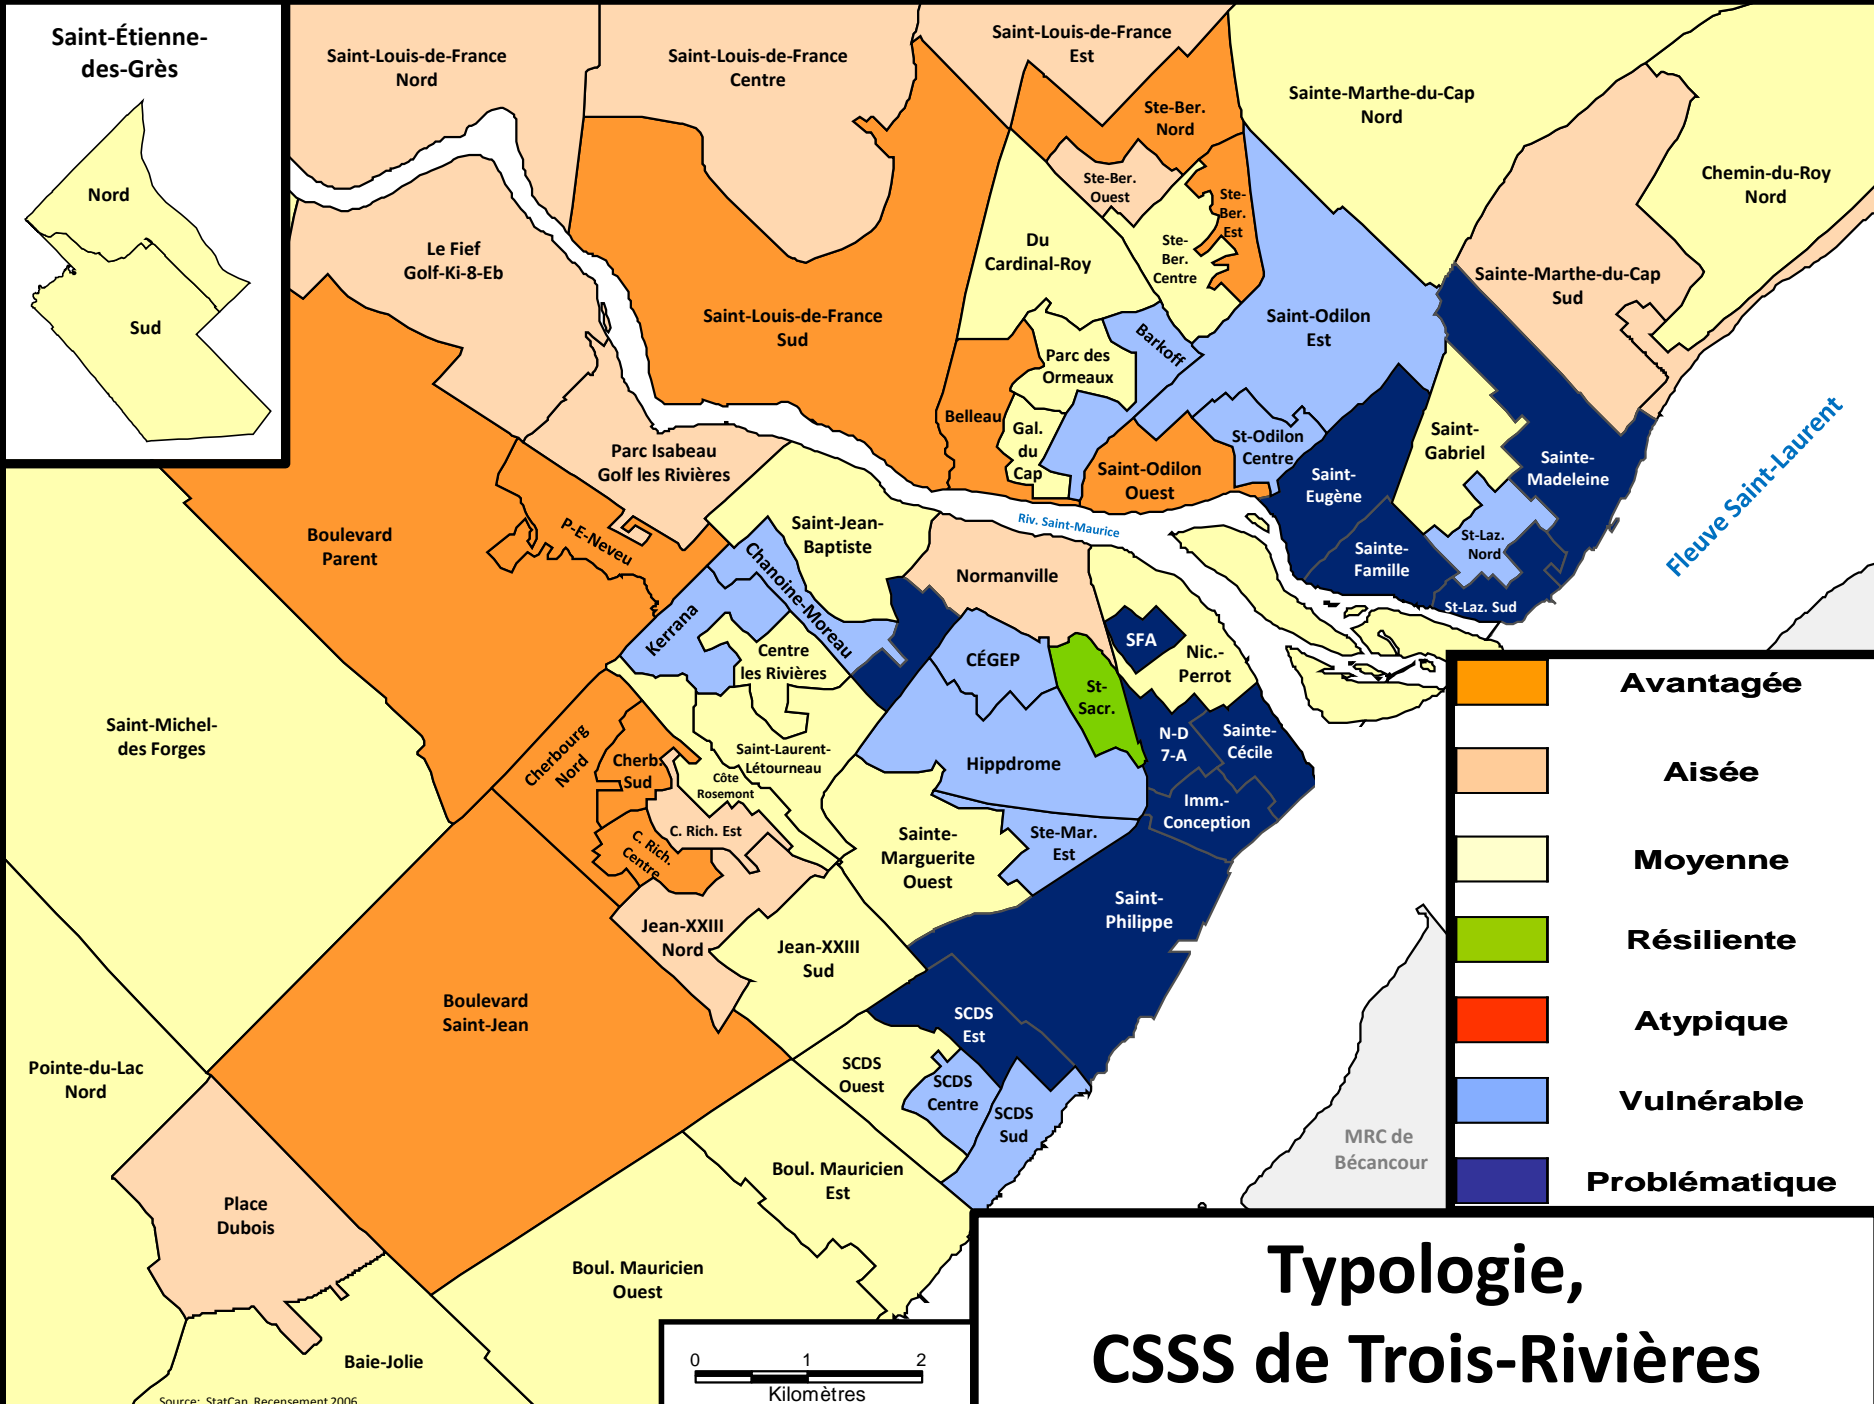 Saint-Étienne-
des-Grès
Nord
Sud
Saint-Louis-de-France
Nord
Saint-Louis-de-France
Centre
Saint-Louis-de-France
Est
Ste-Ber.
Nord
Sainte-Marthe-du-Cap
Nord
Chemin-du-Roy
Nord
Ste-Ber.
Ouest
Ste-
Ber.
Est
Ste-
Ber.
Centre
Du
Cardinal-Roy
Le Fief
Golf-Ki-8-Eb
Saint-Louis-de-France
Sud
Sainte-Marthe-du-Cap
Sud
Saint-Odilon
Est
Barkoff
Parc des
Ormeaux
Belleau
Gal.
du
Cap
St-Odilon
Centre
Saint-Odilon
Ouest
Saint-
Gabriel
Saint-
Eugène
Sainte-
Madeleine
Fleuve Saint-Laurent
Parc Isabeau
Golf les Rivières
Boulevard
Parent
P-E-Neveu
Saint-Jean-
Baptiste
Riv. Saint-Maurice
St-Laz.
Nord
Sainte-
Famille
St-Laz. Sud
Chanoine-Moreau
Normanville
Kerrana
Centre
les Rivières
CÉGEP
SFA
Nic.-
Perrot
St-
Sacr.
Saint-Michel-
des Forges
Cherbourg
Nord
Cherb.
Sud
Saint-Laurent-
Létourneau
Côte
Rosemont
Hippdrome
N-D
7-A
Sainte-
Cécile
Imm.-
Conception
C. Rich. Est
C. Rich.
Centre
Sainte-
Marguerite
Ouest
Ste-Mar.
Est
Saint-
Philippe
Jean-XXIII
Nord
Jean-XXIII
Sud
Boulevard
Saint-Jean
SCDS
Est
SCDS
Ouest
SCDS
Centre
SCDS
Sud
Pointe-du-Lac
Nord
Place
Dubois
Boul. Mauricien
Est
Boul. Mauricien
Ouest
Baie-Jolie
MRC de
Bécancour
Avantagée
Aisée
Moyenne
Résiliente
Atypique
Vulnérable
Problématique
0 1 2
Kilomètres
Typologie,
CSSS de Trois-Rivières
Source: StatCan, Recensement 2006